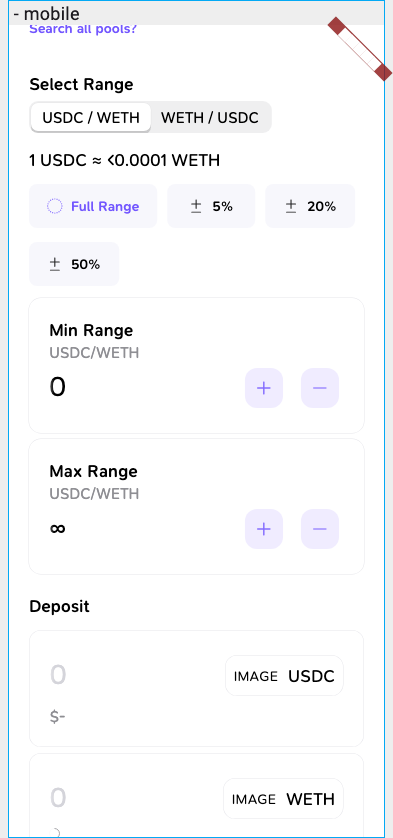 - mobile
Search all pools?
Select Range
USDC / WETH WETH / USDC
1 USDC ≈ <0.0001 WETH
Full Range ± 5% ± 20%
± 50%
Min Range
USDC/WETH
0
+ −
Max Range
USDC/WETH
∞
+ −
Deposit
0 IMAGE USDC
$-
0 IMAGE WETH